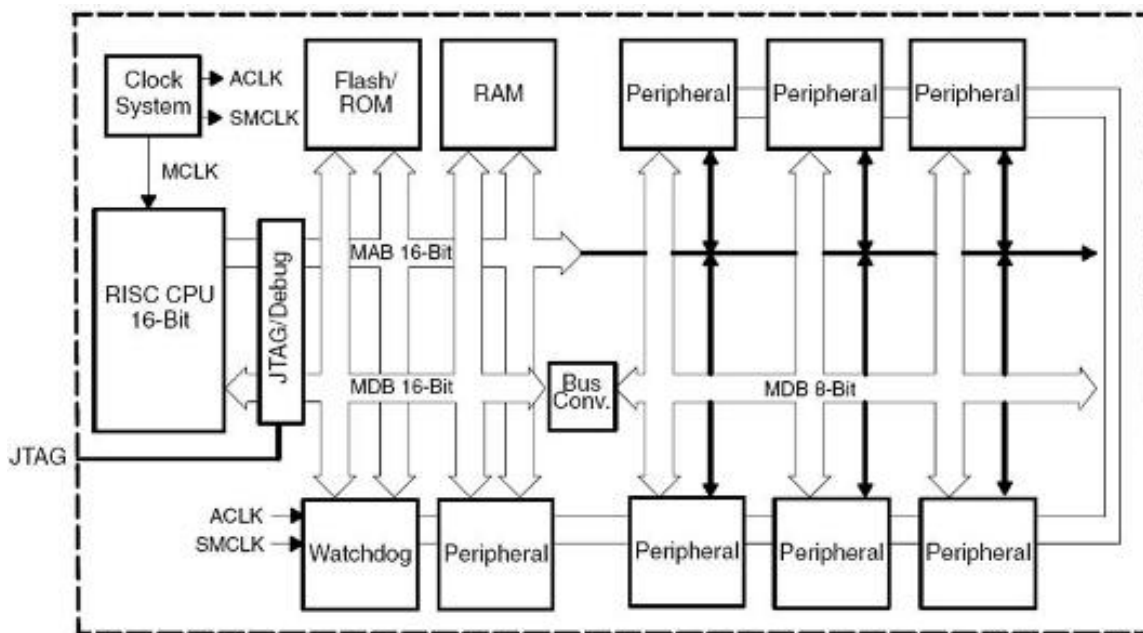 Clock
System
ACLK
SMCLK
MCLK
Flash/
ROM
RAM
Peripheral
Peripheral
Peripheral
RISC CPU
16-Bit
JTAG/Debug
MAB 16-Bit
MDB 16-Bit
Bus
Conv.
MDB 8-Bit
JTAG
ACLK
SMCLK
Watchdog
Peripheral
Peripheral
Peripheral
Peripheral